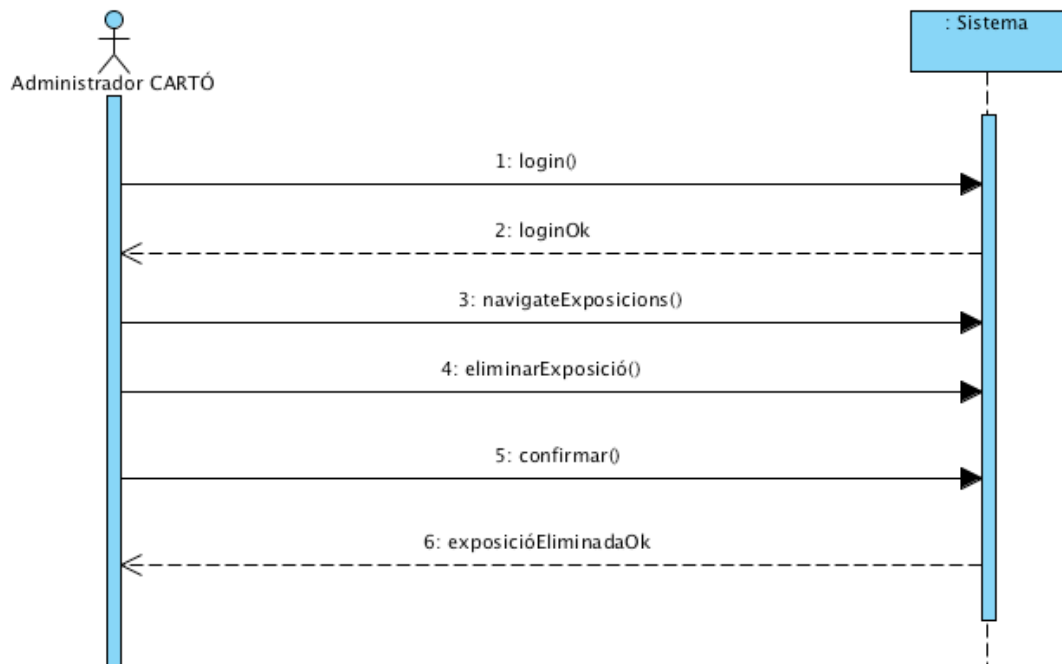 : Sistema
Administrador CARTÓ
1: login()
2: loginOk
3: navigateExposicions()
4: eliminarExposició()
5: confirmar()
6: exposicióEliminadaOk